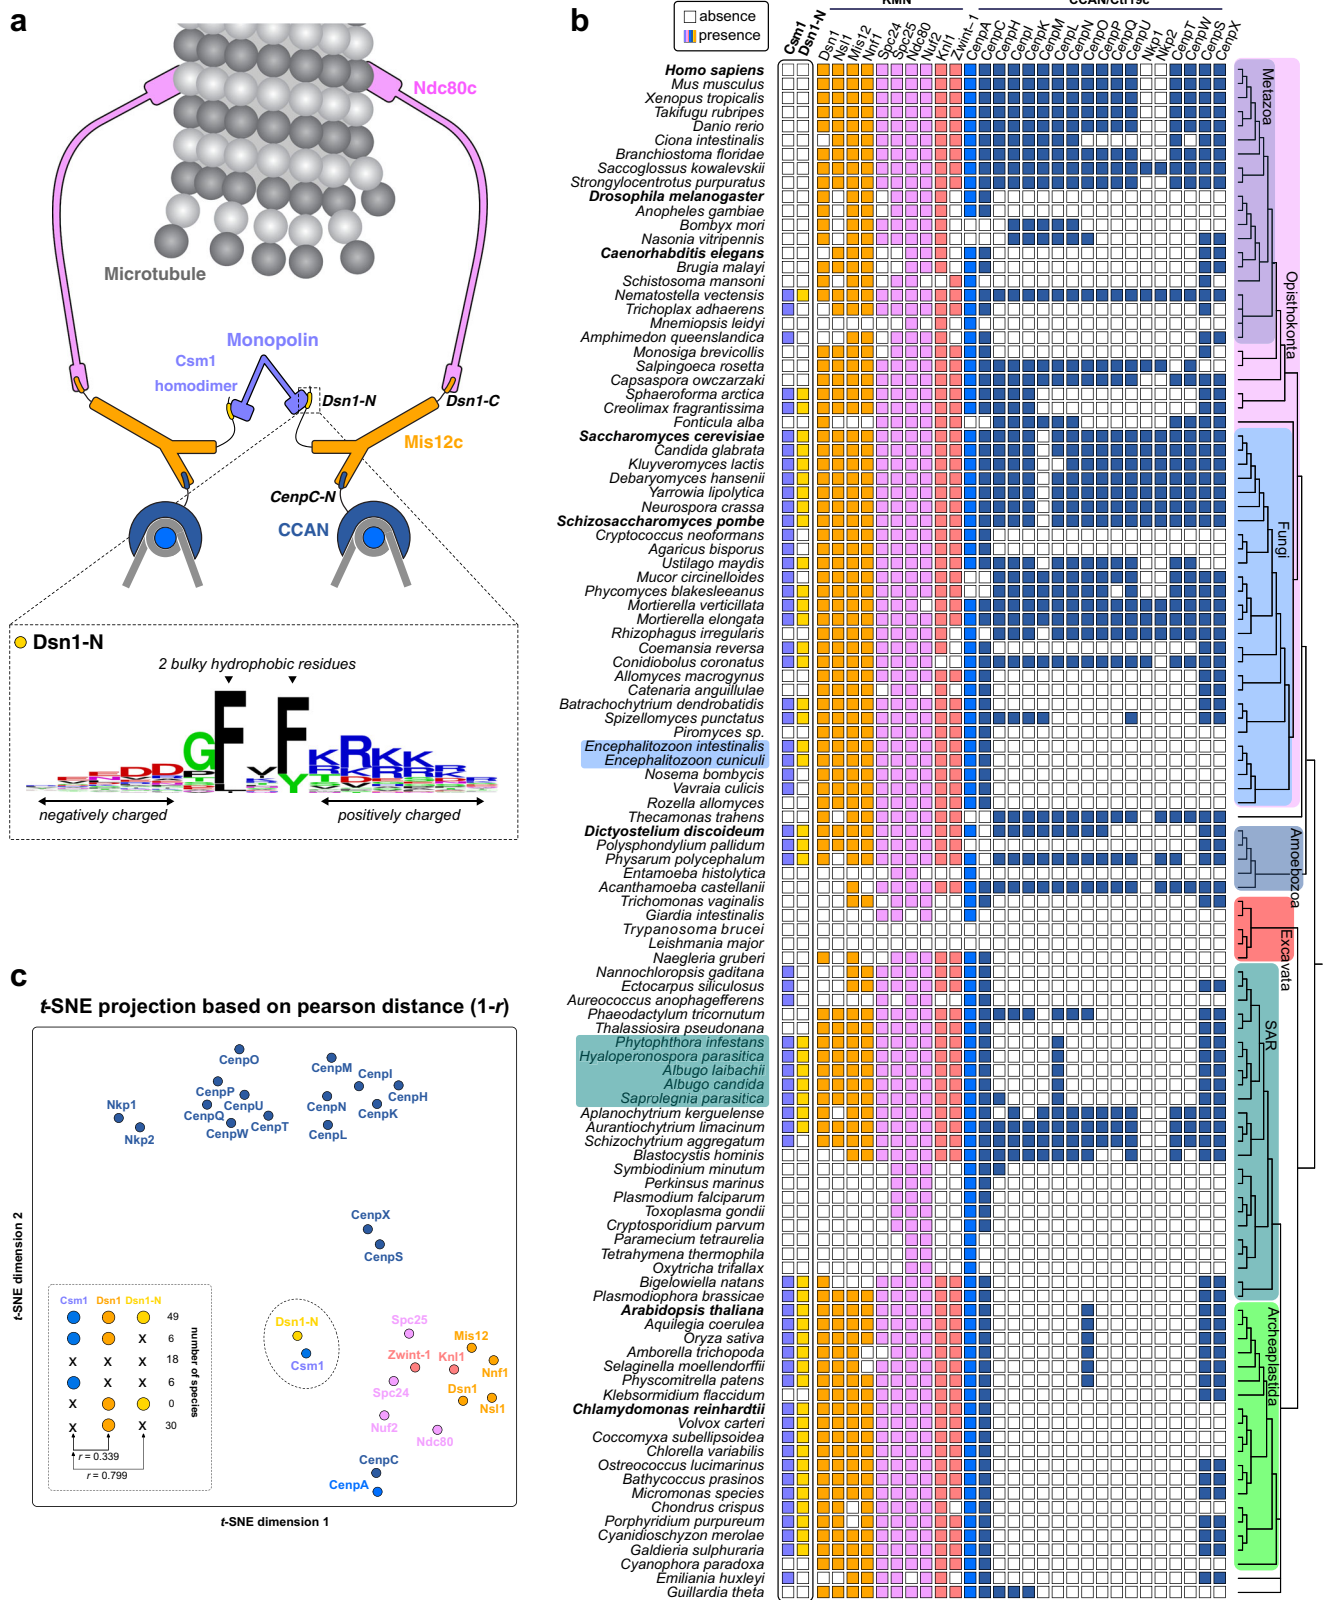 a
Ndc80c
Microtubule
Monopolin
Csm1
homodimer
Dsn1-N
Dsn1-C
Mis12c
CenpC-N
CCAN
Dsn1-N
2 bulky hydrophobic residues
negatively charged
positively charged
b
absence
presence
KMN
CCAN/Ctf19c
Csm1
Dsn1-N
Dsn1
Nsl1
Mis12
Nnf1
Spc24
Spc25
Ndc80
Nuf2
Knl1
Zwint-1
CenpA
CenpC
CenpH
CenpI
CenpK
CenpM
CenpL
CenpN
CenpO
CenpP
CenpQ
CenpU
Nkp1
Nkp2
CenpT
CenpW
CenpS
CenpX
Homo sapiens
Mus musculus
Xenopus tropicalis
Takifugu rubripes
Danio rerio
Ciona intestinalis
Branchiostoma floridae
Saccoglossus kowalevskii
Strongylocentrotus purpuratus
Drosophila melanogaster
Anopheles gambiae
Bombyx mori
Nasonia vitripennis
Caenorhabditis elegans
Brugia malayi
Schistosoma mansoni
Nematostella vectensis
Trichoplax adhaerens
Mnemiopsis leidyi
Amphimedon queenslandica
Monosiga brevicollis
Salpingoeca rosetta
Capsaspora owczarzaki
Sphaeroforma arctica
Creolimax fragrantissima
Fonticula alba
Saccharomyces cerevisiae
Candida glabrata
Kluyveromyces lactis
Debaryomyces hansenii
Yarrowia lipolytica
Neurospora crassa
Schizosaccharomyces pombe
Cryptococcus neoformans
Agaricus bisporus
Ustilago maydis
Mucor circinelloides
Phycomyces blakesleeanus
Mortierella verticillata
Mortierella elongata
Rhizophagus irregularis
Coemansia reversa
Conidiobolus coronatus
Allomyces macrogynus
Catenaria anguillulae
Batrachochytrium dendrobatidis
Spizellomyces punctatus
Piromyces sp.
Encephalitozoon intestinalis
Encephalitozoon cuniculi
Nosema bombycis
Vavraia culicis
Rozella allomyces
Thecamonas trahens
Dictyostelium discoideum
Polysphondylium pallidum
Physarum polycephalum
Entamoeba histolytica
Acanthamoeba castellanii
Trichomonas vaginalis
Giardia intestinalis
Trypanosoma brucei
Leishmania major
Naegleria gruberi
Nannochloropsis gaditana
Ectocarpus siliculosus
Aureococcus anophagefferens
Phaeodactylum tricornutum
Thalassiosira pseudonana
Phytophthora infestans
Hyaloperonospora parasitica
Albugo laibachii
Albugo candida
Saprolegnia parasitica
Aplanochytrium kerguelense
Aurantiochytrium limacinum
Schizochytrium aggregatum
Blastocystis hominis
Symbiodinium minutum
Perkinsus marinus
Plasmodium falciparum
Toxoplasma gondii
Cryptosporidium parvum
Paramecium tetraurelia
Tetrahymena thermophila
Oxytricha trifallax
Bigelowiella natans
Plasmodiophora brassicae
Arabidopsis thaliana
Aquilegia coerulea
Oryza sativa
Amborella trichopoda
Selaginella moellendorffii
Physcomitrella patens
Klebsormidium flaccidum
Chlamydomonas reinhardtii
Volvox carteri
Coccomyxa subellipsoidea
Chlorella variabilis
Ostreococcus lucimarinus
Bathycoccus prasinos
Micromonas species
Chondrus crispus
Porphyridium purpureum
Cyanidioschyzon merolae
Galdieria sulphuraria
Cyanophora paradoxa
Emiliania huxleyi
Guillardia theta
Metazoa
Opisthokonta
Fungi
Amoebozoa
Excavata
SAR
Archeaplastida
c
t-SNE projection based on pearson distance (1-r)
CenpO
CenpP
CenpU
CenpQ
CenpW
CenpT
Nkp1
Nkp2
CenpM
CenpI
CenpH
CenpN
CenpK
CenpL
CenpX
CenpS
Dsn1-N
Csm1
Spc25
Mis12
Zwint-1
Knl1
Nnf1
Spc24
Dsn1
Nsl1
Nuf2
Ndc80
CenpC
CenpA
Csm1 Dsn1 Dsn1-N
49
X 6
X X X 18
X X 6
X 0
X X 30
r = 0.339
r = 0.799
number of species
t-SNE dimension 2
t-SNE dimension 1